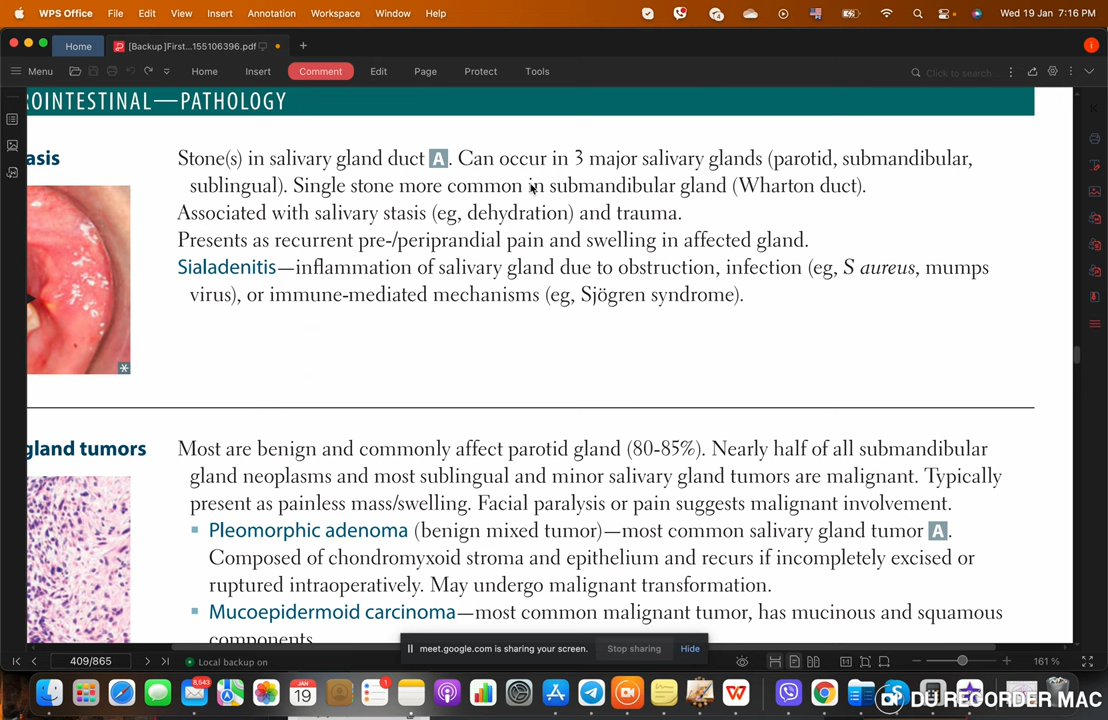 WPS Office File Edit View Insert Annotation Workspace Window Help Wed 19 Jan 7:16 PM
Home [Backup]First...155106396.pdf
Menu Home Insert Comment Edit Page Protect Tools Click to search
ROINTESTINAL—PATHOLOGY
asis
Stone(s) in salivary gland duct A. Can occur in 3 major salivary glands (parotid, submandibular,
sublingual). Single stone more common in submandibular gland (Wharton duct).
Associated with salivary stasis (eg, dehydration) and trauma.
Presents as recurrent pre-/periprandial pain and swelling in affected gland.
Sialadenitis—inflammation of salivary gland due to obstruction, infection (eg, S aureus, mumps
virus), or immune-mediated mechanisms (eg, Sjögren syndrome).
gland tumors
Most are benign and commonly affect parotid gland (80-85%). Nearly half of all submandibular
gland neoplasms and most sublingual and minor salivary gland tumors are malignant. Typically
present as painless mass/swelling. Facial paralysis or pain suggests malignant involvement.
Pleomorphic adenoma (benign mixed tumor)—most common salivary gland tumor A.
Composed of chondromyxoid stroma and epithelium and recurs if incompletely excised or
ruptured intraoperatively. May undergo malignant transformation.
Mucoepidermoid carcinoma—most common malignant tumor, has mucinous and squamous
components.
meet.google.com is sharing your screen. Stop sharing Hide
409/865 Local backup on 161 %
8,543 JAN 19 1
DU RECORDER MAC